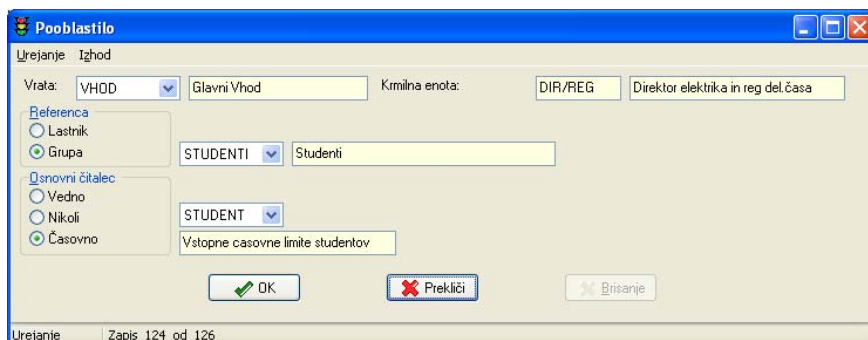 Pooblastilo
Urejanje Izhod
Vrata: VHOD Glavni Vhod Krmilna enota: DIR/REG Direktor elektrika in reg del.časa
Referenca
Lastnik
Grupa STUDENTI Studenti
Osnovni čitalec
Vedno
Nikoli STUDENT
Časovno Vstopne casovne limite studentov
OK Prekliči Brisanje
Urejanje Zapis 124 od 126